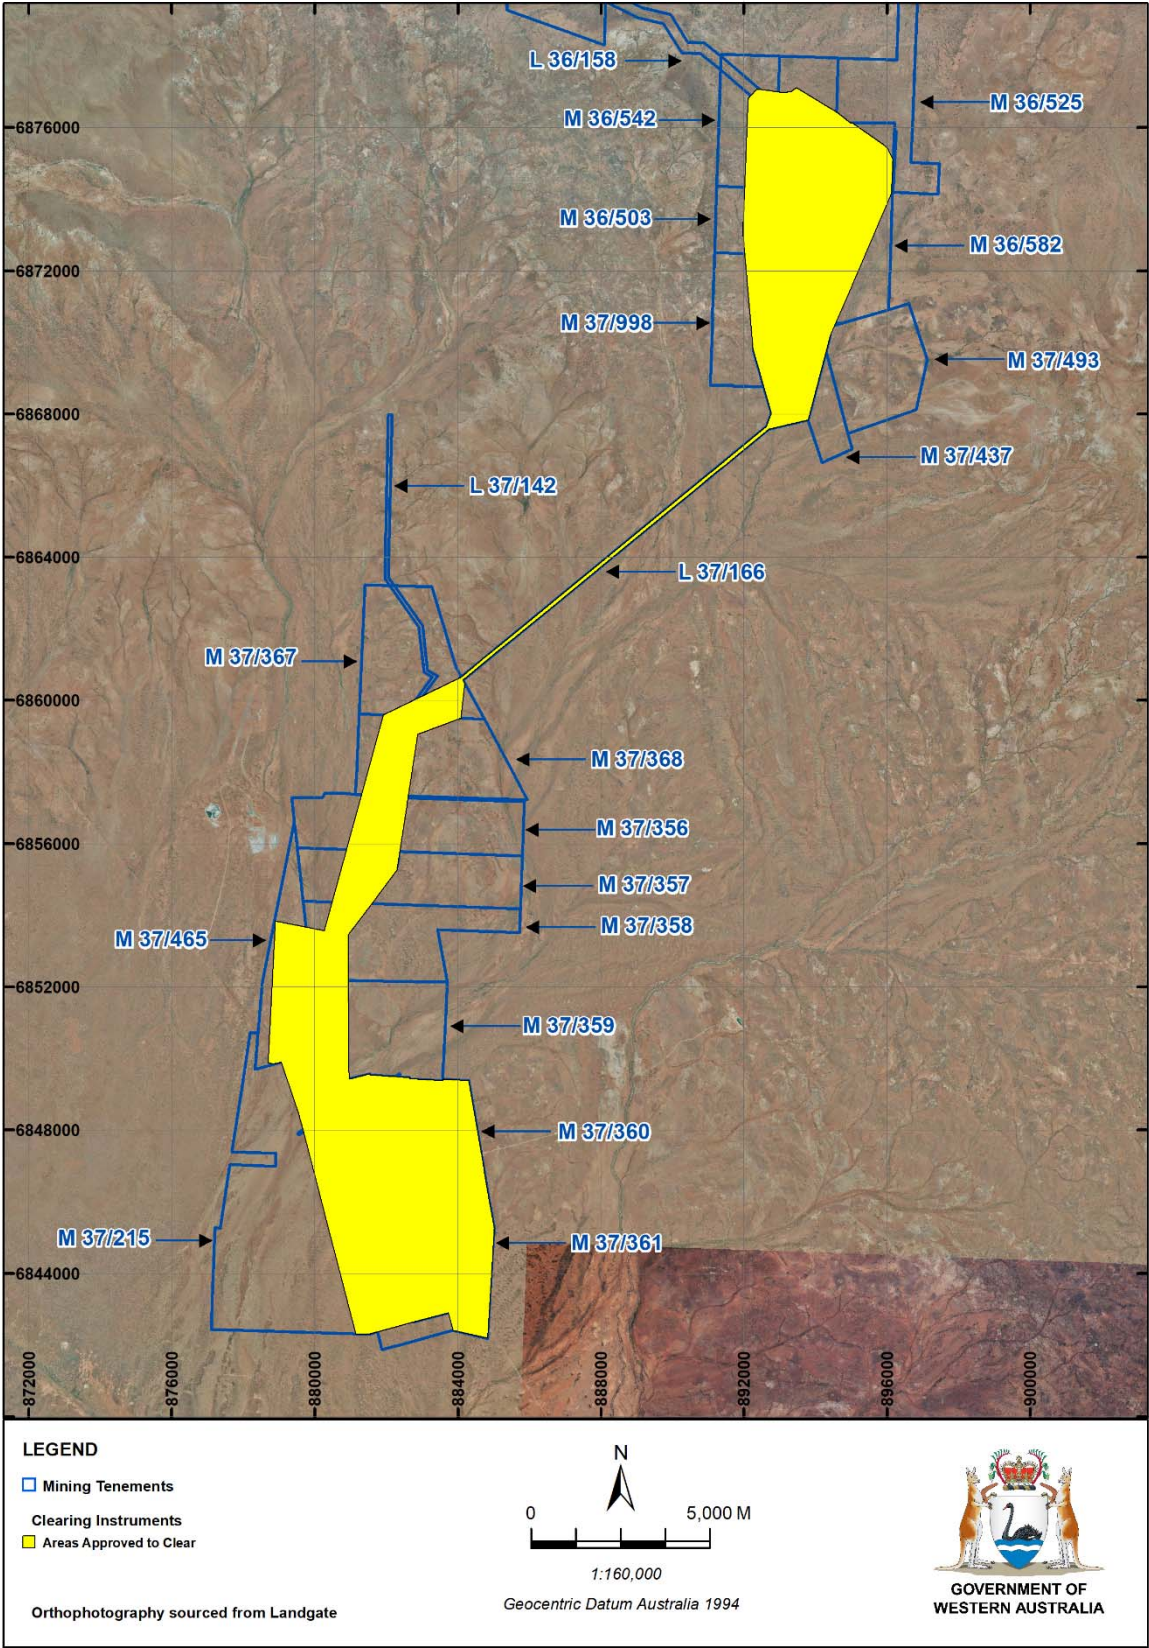 L 36/158
M 36/525
6876000
M 36/542
M 36/503
M 36/582
6872000
M 37/998
M 37/493
6868000
M 37/437
L 37/142
6864000
L 37/166
M 37/367
6860000
M 37/368
M 37/356
6856000
M 37/357
M 37/358
M 37/465
6852000
M 37/359
6848000
M 37/360
M 37/215
M 37/361
6844000
872000
876000
880000
884000
888000
892000
896000
900000
LEGEND
Mining Tenements
Clearing Instruments
Areas Approved to Clear
Orthophotography sourced from Landgate
N
0 5,000 M
1:160,000
Geocentric Datum Australia 1994
GOVERNMENT OF
WESTERN AUSTRALIA